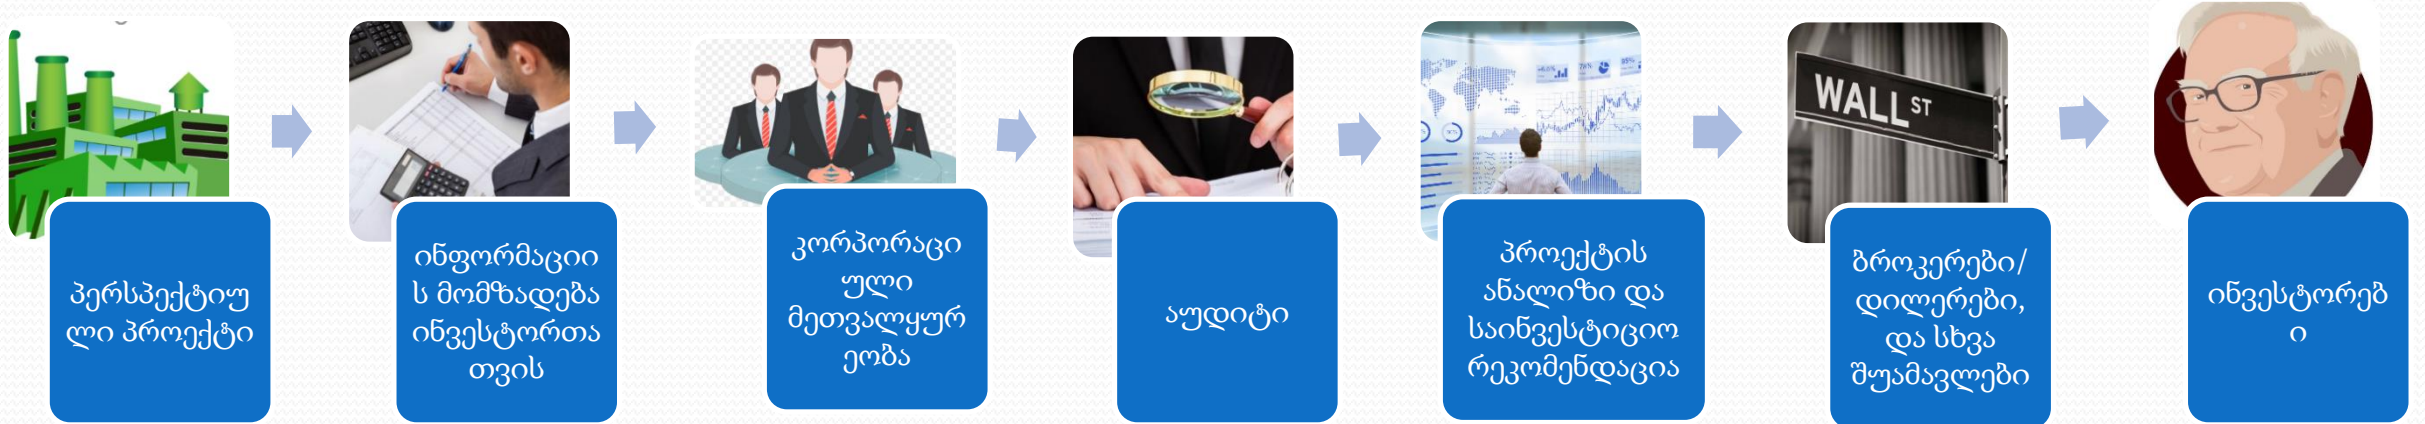 პერსპექტიუ
ლი პროექტი
ინფორმაციი
ს მომზადება
ინვესტორთა
თვის
კორპორაცი
ული
მეთვალყურ
ეობა
აუდიტი
პროექტის
ანალიზი და
საინვესტიციო
რეკომენდაცია
WALL ST
ბროკერები/
დილერები,
და სხვა
შუამავლები
ინვესტორებ
ი